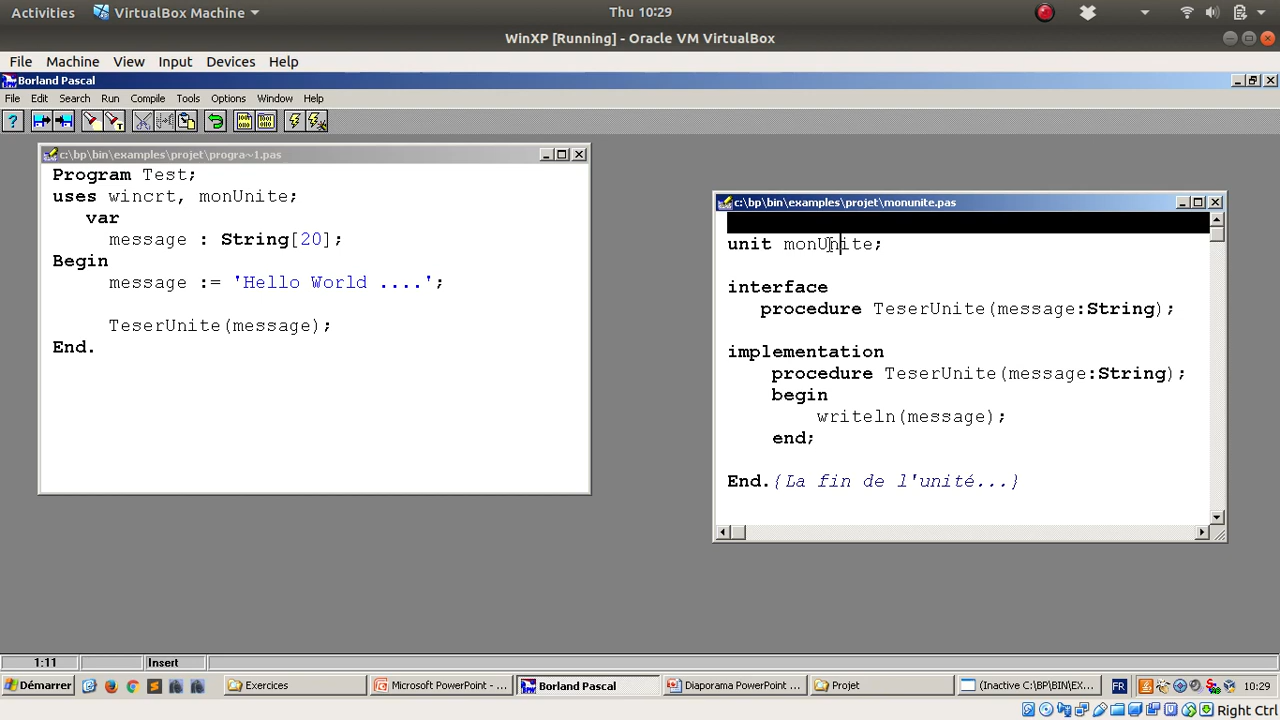 Activities VirtualBox Machine Thu 10:29
WinXP [Running] - Oracle VM VirtualBox
File Machine View Input Devices Help
Borland Pascal
File Edit Search Run Compile Tools Options Window Help
c:\bp\bin\examples\projet\progra~1.pas
Program Test;
uses wincrt, monUnite;
var
message : String[20];
Begin
message := 'Hello World ....';
TeserUnite(message);
End.
c:\bp\bin\examples\projet\monunite.pas
unit monUnite;
interface
procedure TeserUnite(message:String);
implementation
procedure TeserUnite(message:String);
begin
writeln(message);
end;
End.{La fin de l'unité...}
1:11 Insert
Démarrer Exercices Microsoft PowerPoint - ... Borland Pascal Diaporama PowerPoint ... Projet (Inactive C:\BP\BIN\EX... FR 10:29
Right Ctrl